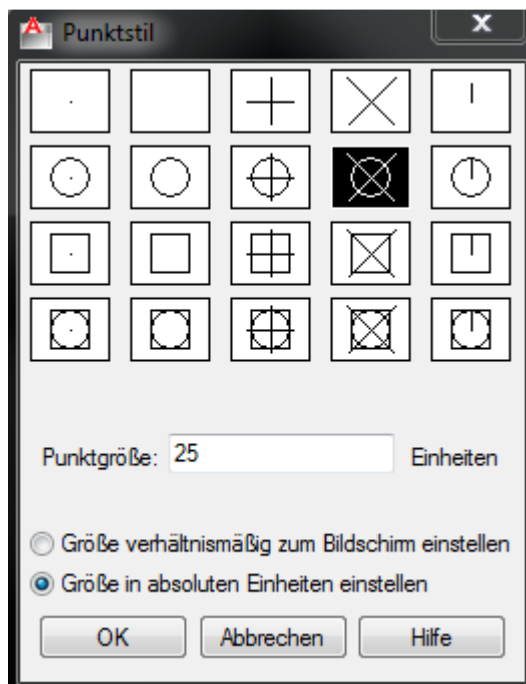 Punktstil
Punktgröße: 25 Einheiten
Größe verhältnismäßig zum Bildschirm einstellen
Größe in absoluten Einheiten einstellen
OK Abbrechen Hilfe